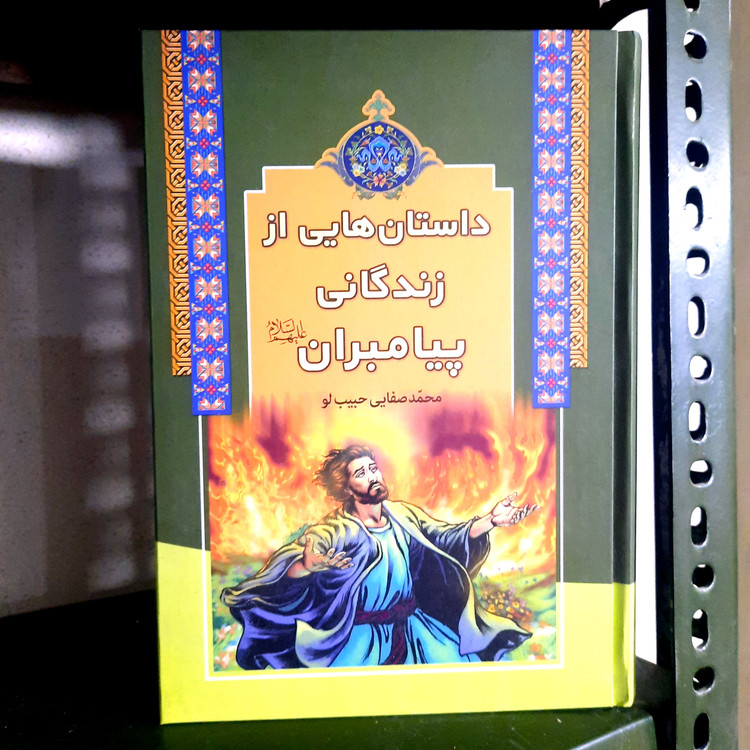 داستان‌هایی از
زندگانی
پیامبران علیهم السلام
محمّد صفایی حبیب لو